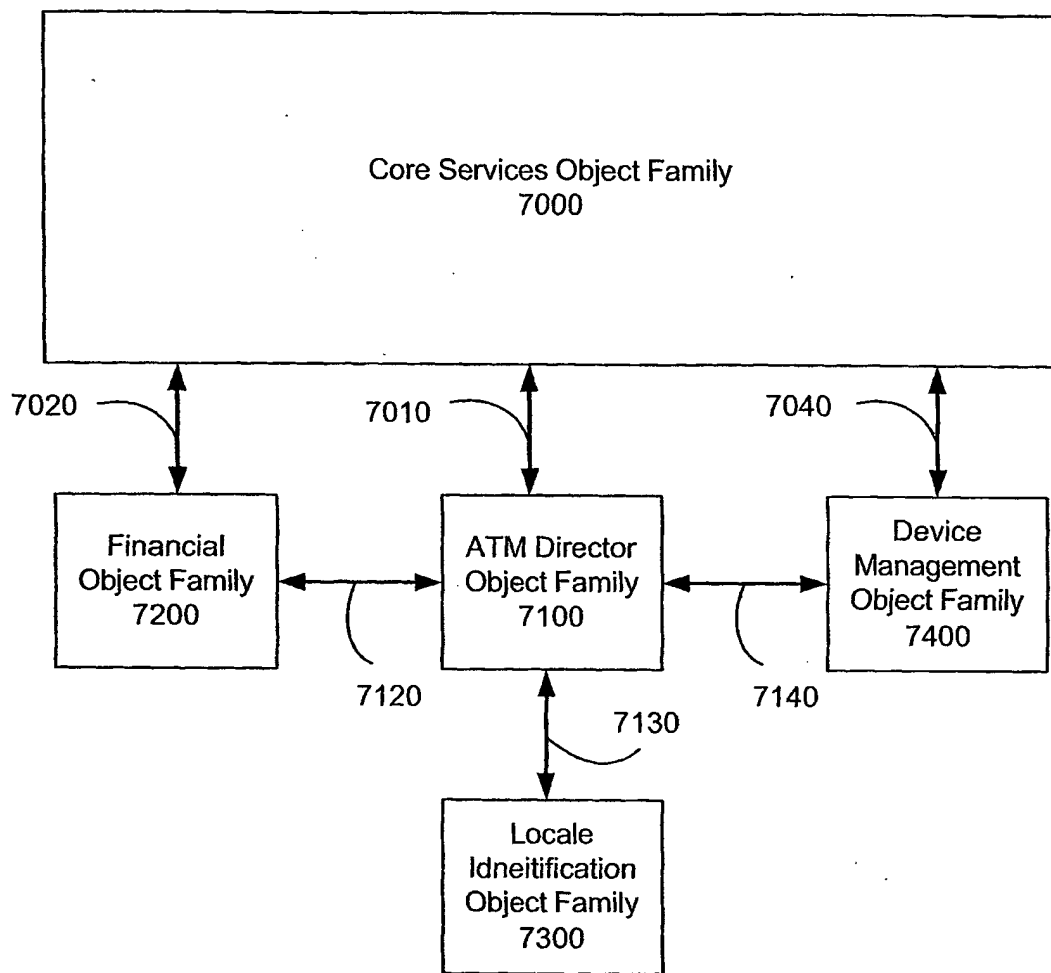 Core Services Object Family
7000
7020
7010
7040
Financial
Object Family
7200
ATM Director
Object Family
7100
Device
Management
Object Family
7400
7120
7140
7130
Locale
Idneitification
Object Family
7300